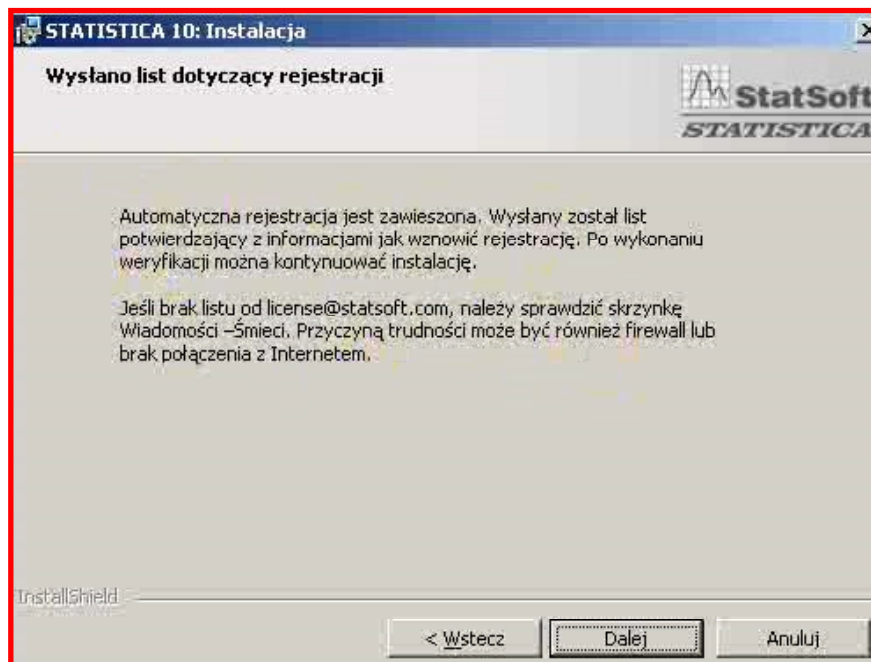 STATISTICA 10: Instalacja
Wysłano list dotyczący rejestracji
StatSoft
STATISTICA
Automatyczna rejestracja jest zawieszona. Wysłany został list
potwierdzający z informacjami jak wznowić rejestrację. Po wykonaniu
weryfikacji można kontynuować instalację.
Jeśli brak listu od license@statsoft.com, należy sprawdzić skrzynkę
Wiadomości –Śmieci. Przyczyną trudności może być również firewall lub
brak połączenia z Internetem.
InstallShield
< Wstecz
Dalej
Anuluj